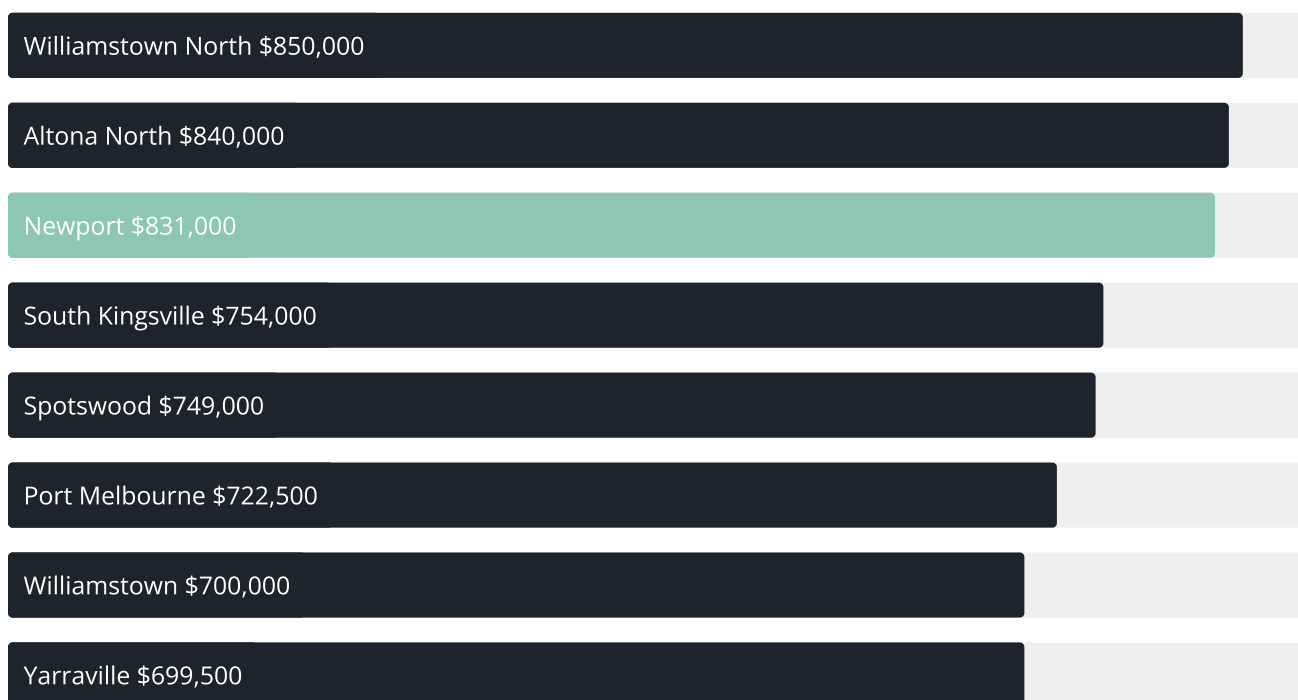 Williamstown North $850,000
Altona North $840,000
Newport $831,000
South Kingsville $754,000
Spotswood $749,000
Port Melbourne $722,500
Williamstown $700,000
Yarraville $699,500